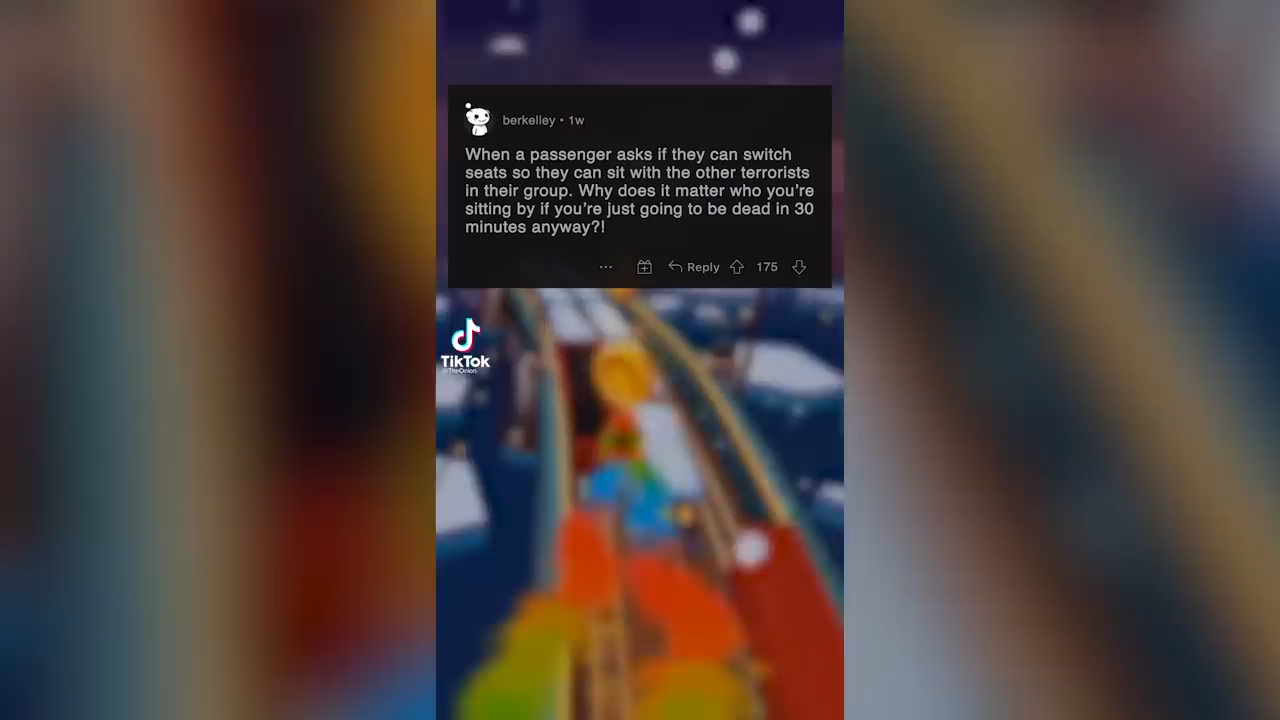 berkelley • 1w
When a passenger asks if they can switch
seats so they can sit with the other terrorists
in their group. Why does it matter who you’re
sitting by if you’re just going to be dead in 30
minutes anyway?!
... Reply 175
TikTok
@TheOnion